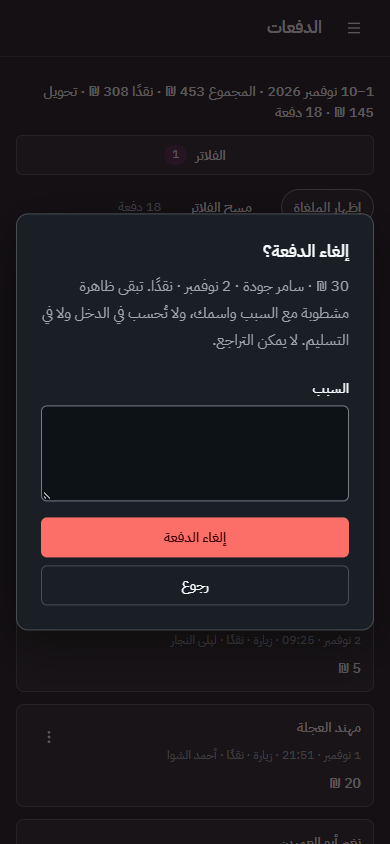 الدفعات
1–10 نوفمبر 2026 · المجموع 453 ₪ · نقدًا 308 ₪ · تحويل
145 ₪ · 18 دفعة
الفلاتر 1
إظهار الملغاة مسح الفلاتر 18 دفعة
إلغاء الدفعة؟
30 ₪ · سامر جودة · 2 نوفمبر · نقدًا. تبقى ظاهرة
مشطوبة مع السبب واسمك، ولا تُحسب في الدخل ولا في
التسليم. لا يمكن التراجع.
السبب
إلغاء الدفعة
رجوع
2 نوفمبر · 09:25 · زيارة · نقدًا · ليلى النجار
5 ₪
مهند العجلة
1 نوفمبر · 21:51 · زيارة · نقدًا · أحمد الشوا
20 ₪